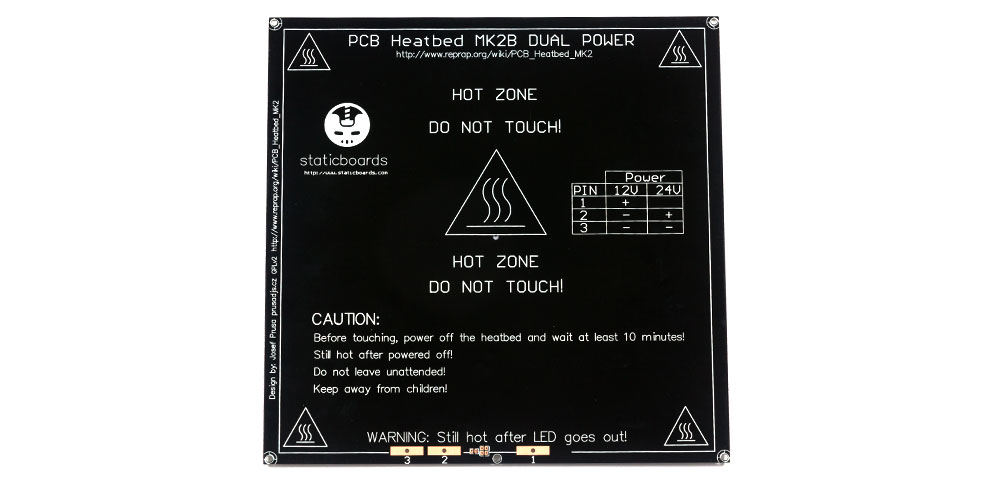 PCB Heatbed MK2B DUAL POWER
http://www.reprap.org/wiki/PCB_Heatbed_MK2
HOT ZONE
DO NOT TOUCH!
staticboards
http://www.staticboards.com
Power
PIN 12V 24V
1 +
2 - +
3 - -
HOT ZONE
DO NOT TOUCH!
CAUTION:
Before touching, power off the heatbed and wait at least 10 minutes!
Still hot after powered off!
Do not leave unattended!
Keep away from children!
WARNING: Still hot after LED goes out!
3 2 1
Design by: Josef Prusa prusadjs.cz GPLv2 http://www.reprap.org/wiki/PCB_Heatbed_MK2